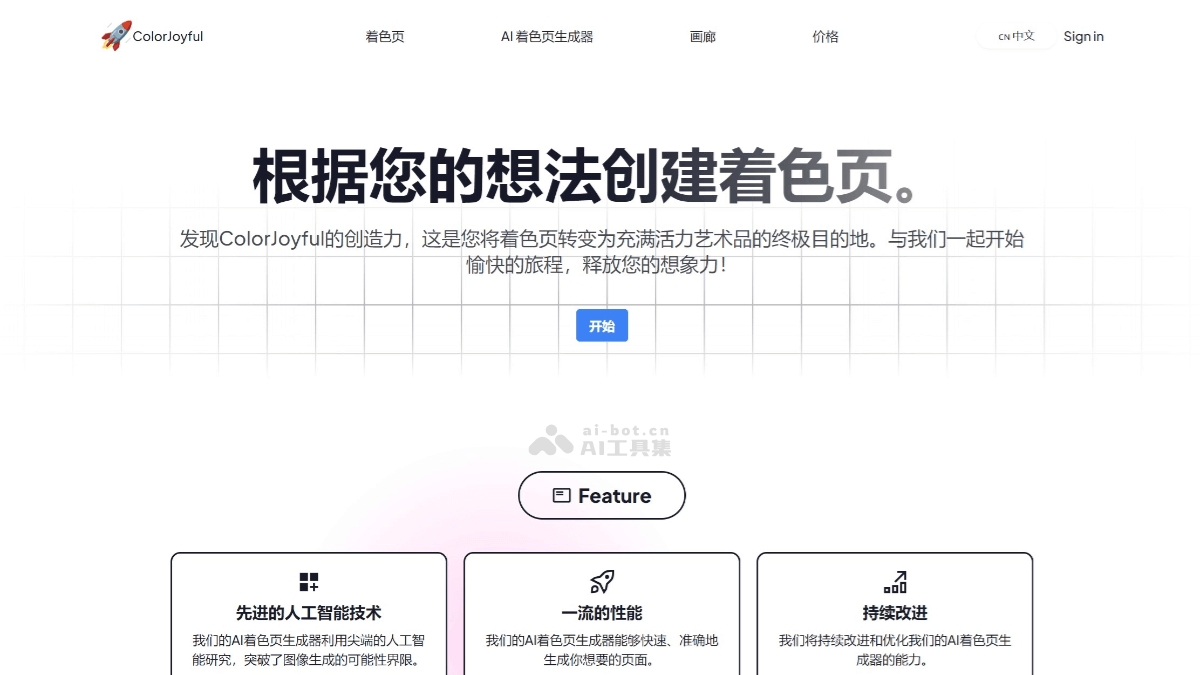 ColorJoyful
着色页
AI 着色页生成器
画廊
价格
CN 中文
Sign in
根据您的想法创建着色页。
发现ColorJoyful的创造力，这是您将着色页转变为充满活力艺术品的终极目的地。与我们一起开始
愉快的旅程，释放您的想象力！
开始
ai-bot.cn
AI工具集
Feature
先进的人工智能技术
我们的AI着色页生成器利用尖端的人工智
能研究，突破了图像生成的可能性界限。
一流的性能
我们的AI着色页生成器能够快速、准确地
生成你想要的页面。
持续改进
我们将持续改进和优化我们的AI着色页生
成器的能力。